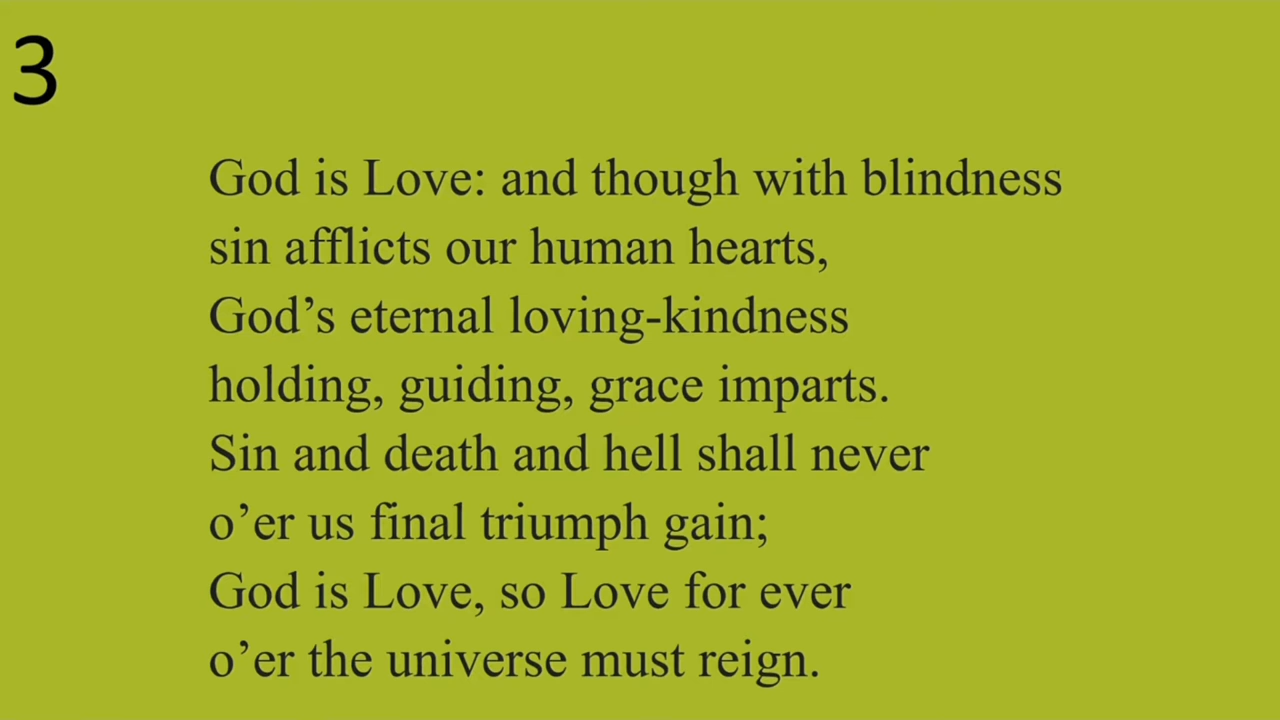 3
God is Love: and though with blindness
sin afflicts our human hearts,
God’s eternal loving-kindness
holding, guiding, grace imparts.
Sin and death and hell shall never
o’er us final triumph gain;
God is Love, so Love for ever
o’er the universe must reign.